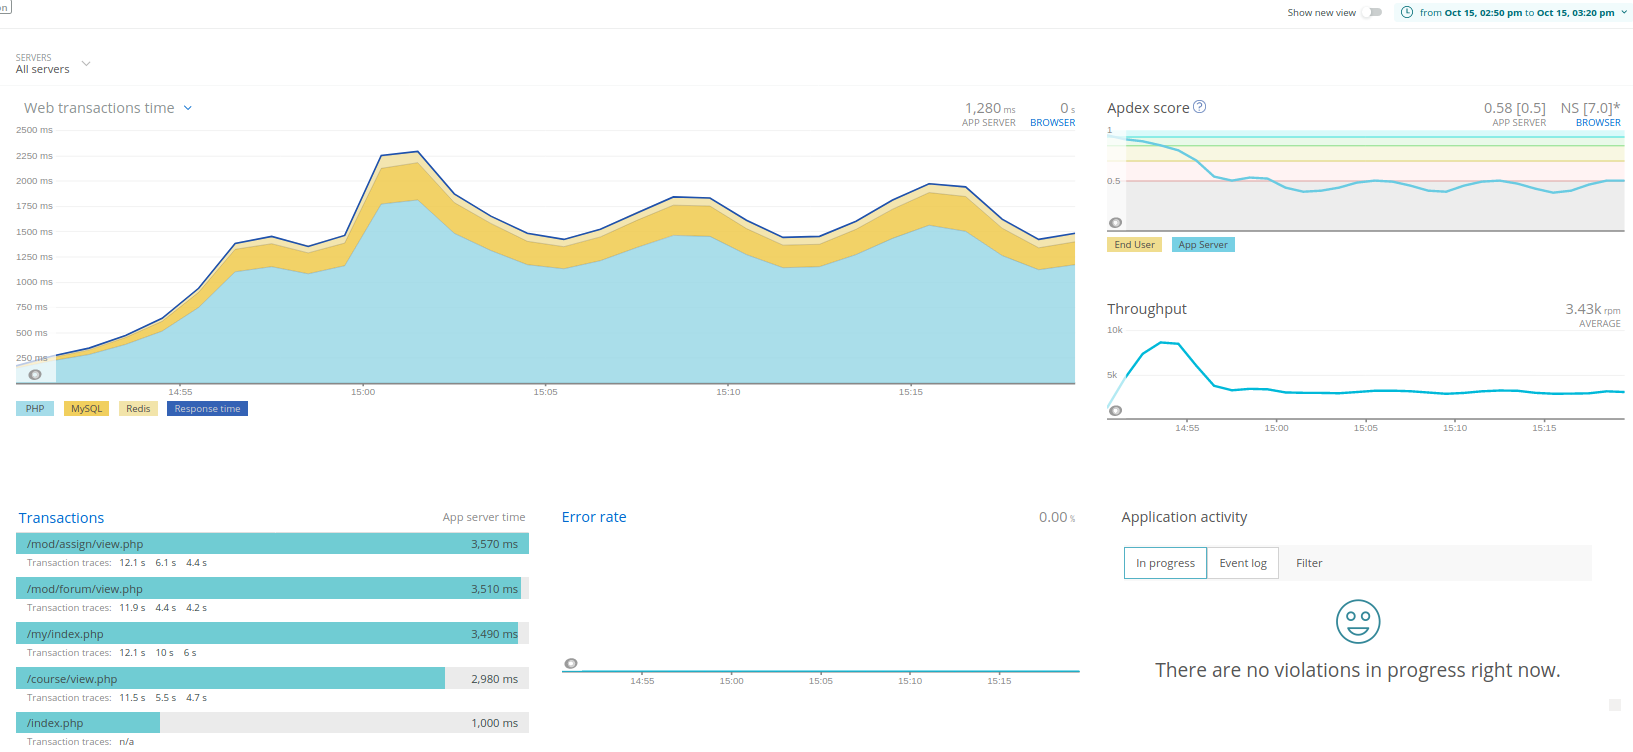 on
Show new view
from Oct 15, 02:50 pm to Oct 15, 03:20 pm
SERVERS
All servers
Web transactions time
1,280 ms
APP SERVER
0 s
BROWSER
2500 ms
2250 ms
2000 ms
1750 ms
1500 ms
1250 ms
1000 ms
750 ms
500 ms
250 ms
14:55 15:00 15:05 15:10 15:15
PHP MySQL Redis Response time
Apdex score ?
0.58 [0.5]
APP SERVER
NS [7.0]*
BROWSER
1
0.5
End User App Server
Throughput
3.43k rpm
AVERAGE
10k
5k
14:55 15:00 15:05 15:10 15:15
Transactions
App server time
/mod/assign/view.php 3,570 ms
Transaction traces: 12.1 s 6.1 s 4.4 s
/mod/forum/view.php 3,510 ms
Transaction traces: 11.9 s 4.4 s 4.2 s
/my/index.php 3,490 ms
Transaction traces: 12.1 s 10 s 6 s
/course/view.php 2,980 ms
Transaction traces: 11.5 s 5.5 s 4.7 s
/index.php 1,000 ms
Transaction traces: n/a
Error rate
0.00 %
14:55 15:00 15:05 15:10 15:15
Application activity
In progress Event log Filter
There are no violations in progress right now.